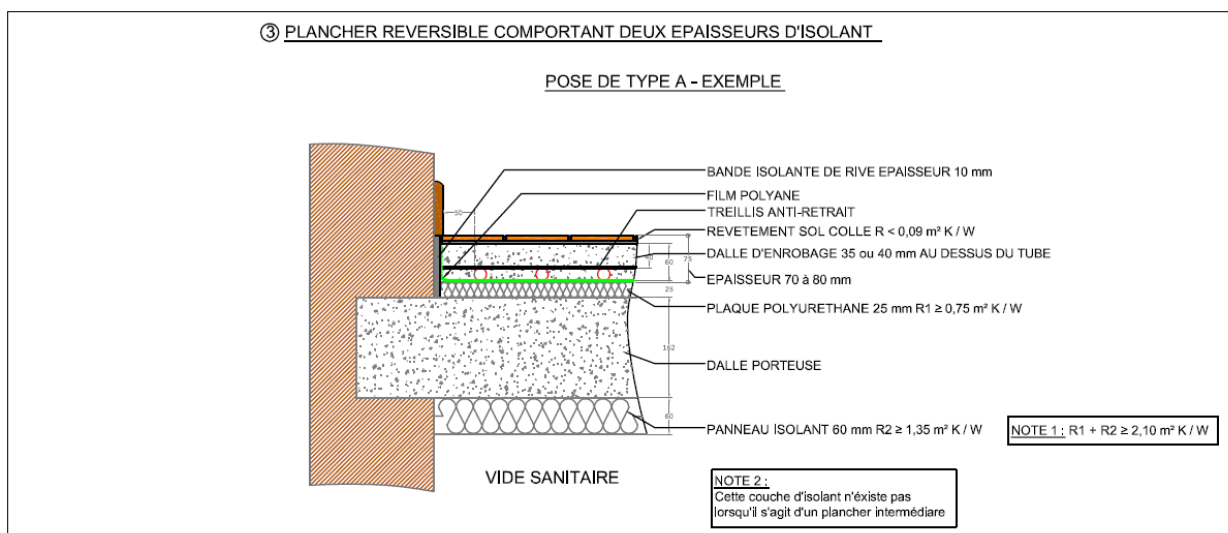 ③ PLANCHER REVERSIBLE COMPORTANT DEUX EPAISSEURS D'ISOLANT
POSE DE TYPE A - EXEMPLE
BANDE ISOLANTE DE RIVE EPAISSEUR 10 mm
FILM POLYANE
TREILLIS ANTI-RETRAIT
REVETEMENT SOL COLLE R < 0,09 m² K / W
DALLE D'ENROBAGE 35 ou 40 mm AU DESSUS DU TUBE
EPAISSEUR 70 à 80 mm
PLAQUE POLYURETHANE 25 mm R1 ≥ 0,75 m² K / W
DALLE PORTEUSE
PANNEAU ISOLANT 60 mm R2 ≥ 1,35 m² K / W
NOTE 1 : R1 + R2 ≥ 2,10 m² K / W
VIDE SANITAIRE
NOTE 2 :
Cette couche d'isolant n'éxiste pas
lorsqu'il s'agit d'un plancher intermédiare
50
60
75
25
162
60